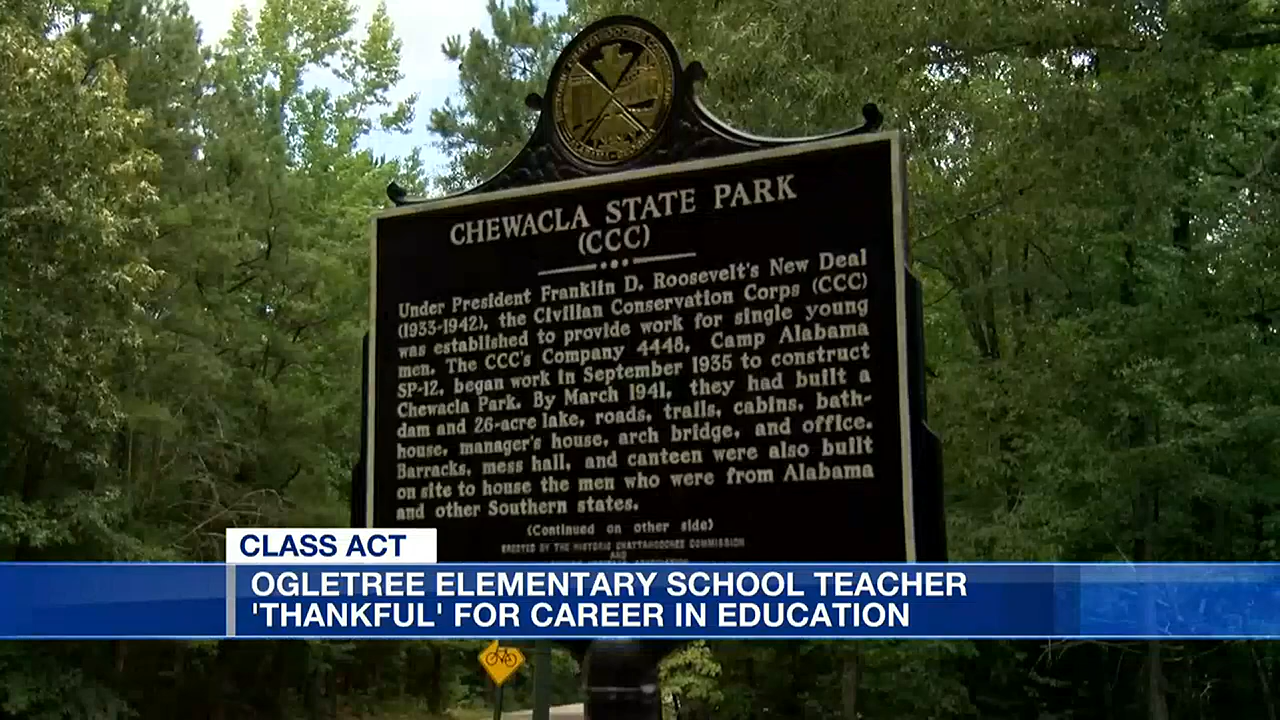 CHEWACLA STATE PARK
(CCC)
Under President Franklin D. Roosevelt's New Deal
(1933-1942), the Civilian Conservation Corps (CCC)
was established to provide work for single young
men. The CCC's Company 4448, Camp Alabama
SP-12, began work in September 1935 to construct
Chewacla Park. By March 1941, they had built a
dam and 26-acre lake, roads, trails, cabins, bath-
house, manager's house, arch bridge, and office.
Barracks, mess hall, and canteen were also built
on site to house the men who were from Alabama
and other Southern states.
(Continued on other side)
ERECTED BY THE HISTORIC CHATTAHOOCHEE COMMISSION
AND
CLASS ACT
OGLETREE ELEMENTARY SCHOOL TEACHER
'THANKFUL' FOR CAREER IN EDUCATION